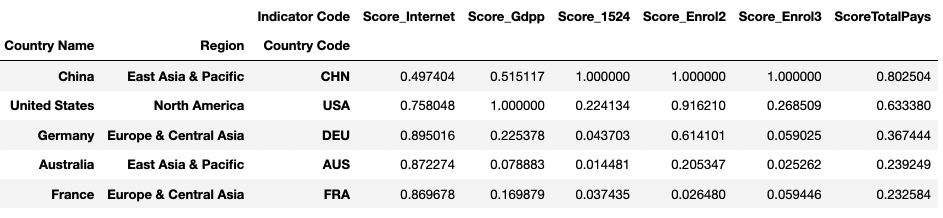 Indicator Code Score_Internet Score_Gdpp Score_1524 Score_Enrol2 Score_Enrol3 ScoreTotalPays
Country Name Region Country Code
China East Asia & Pacific CHN 0.497404 0.515117 1.000000 1.000000 1.000000 0.802504
United States North America USA 0.758048 1.000000 0.224134 0.916210 0.268509 0.633380
Germany Europe & Central Asia DEU 0.895016 0.225378 0.043703 0.614101 0.059025 0.367444
Australia East Asia & Pacific AUS 0.872274 0.078883 0.014481 0.205347 0.025262 0.239249
France Europe & Central Asia FRA 0.869678 0.169879 0.037435 0.026480 0.059446 0.232584